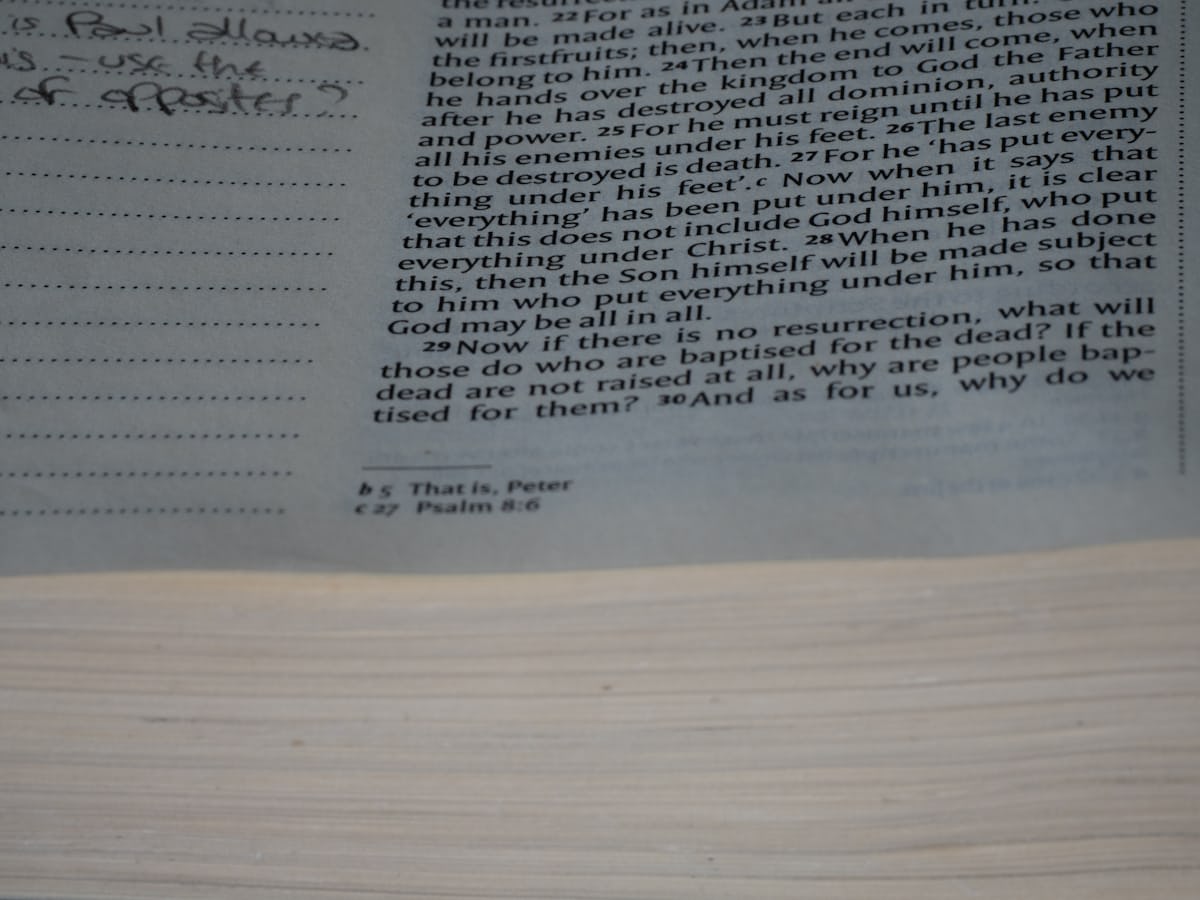 is Paul allowed
is - use the
of opposites?
a man. 22 For as in Adam
will be made alive. 23 But each in turn:
the firstfruits; then, when he comes, those who
belong to him. 24 Then the end will come, when
he hands over the kingdom to God the Father
after he has destroyed all dominion, authority
and power. 25 For he must reign until he has put
all his enemies under his feet. 26 The last enemy
to be destroyed is death. 27 For he ‘has put every-
thing under his feet’.c Now when it says that
‘everything’ has been put under him, it is clear
that this does not include God himself, who put
everything under Christ. 28 When he has done
this, then the Son himself will be made subject
to him who put everything under him, so that
God may be all in all.
29 Now if there is no resurrection, what will
those do who are baptised for the dead? If the
dead are not raised at all, why are people bap-
tised for them? 30 And as for us, why do we
b 5 That is, Peter
c 27 Psalm 8:6